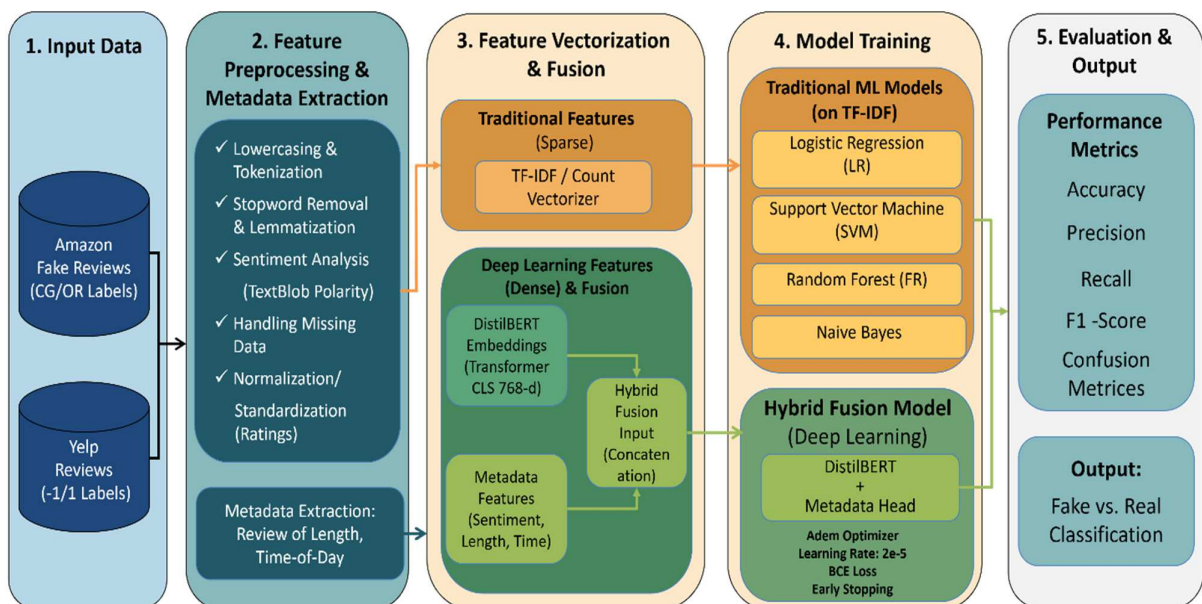 1. Input Data
Amazon
Fake Reviews
(CG/OR Labels)
Yelp
Reviews
(-1/1 Labels)
2. Feature
Preprocessing &
Metadata Extraction
✓ Lowercasing &
Tokenization
✓ Stopword Removal
& Lemmatization
✓ Sentiment Analysis
(TextBlob Polarity)
✓ Handling Missing
Data
✓ Normalization/
Standardization
(Ratings)
Metadata Extraction:
Review of Length,
Time-of-Day
3. Feature Vectorization
& Fusion
Traditional Features
(Sparse)
TF-IDF / Count
Vectorizer
Deep Learning Features
(Dense) & Fusion
DistilBERT
Embeddings
(Transformer
CLS 768-d)
Hybrid
Fusion
Input
(Concaten
ation)
Metadata
Features
(Sentiment,
Length, Time)
4. Model Training
Traditional ML Models
(on TF-IDF)
Logistic Regression
(LR)
Support Vector Machine
(SVM)
Random Forest (FR)
Naive Bayes
Hybrid Fusion Model
(Deep Learning)
DistilBERT
+
Metadata Head
Adem Optimizer
Learning Rate: 2e-5
BCE Loss
Early Stopping
5. Evaluation &
Output
Performance
Metrics
Accuracy
Precision
Recall
F1 -Score
Confusion
Metrices
Output:
Fake vs. Real
Classification